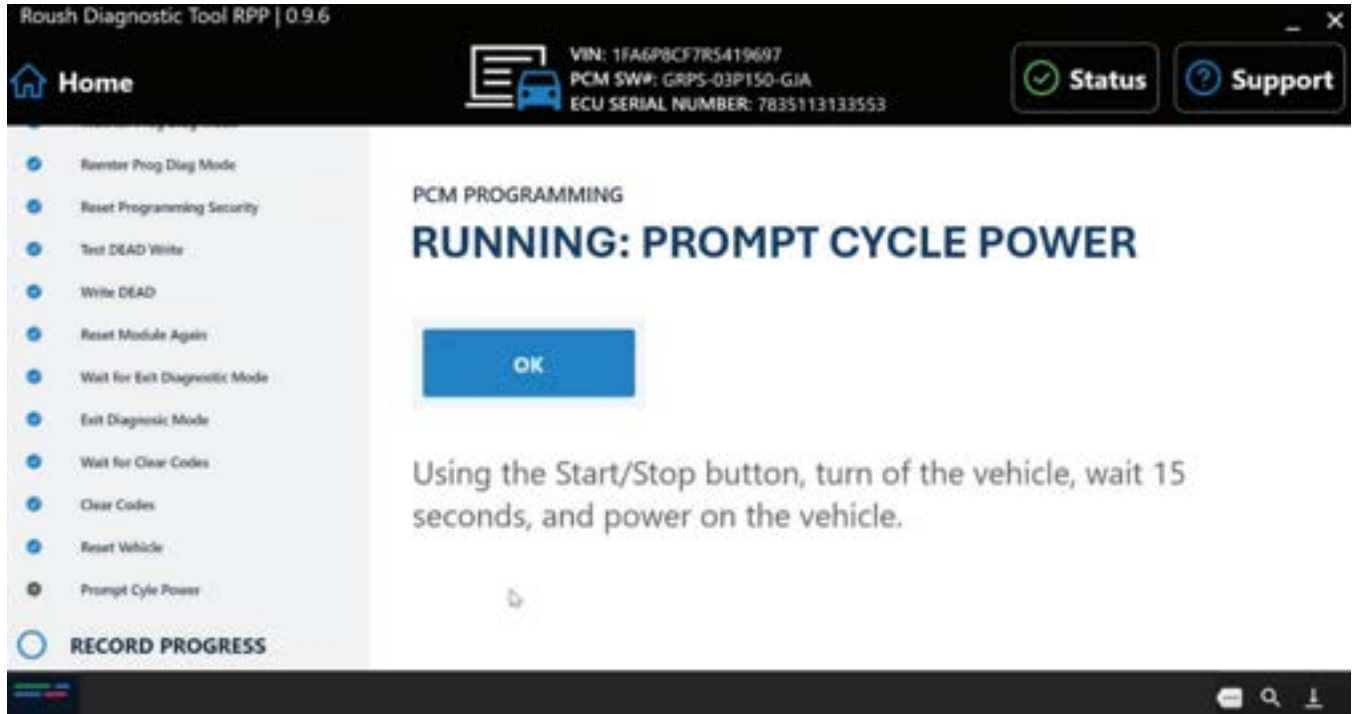 Roush Diagnostic Tool RPP | 0.9.6
Home
VIN: 1FA6P8CF7R5419697
PCM SW#: GRPS-03P150-GJA
ECU SERIAL NUMBER: 7835113133553
Status
Support
Reenter Prog Diag Mode
Reset Programming Security
Test DEAD Write
Write DEAD
Reset Module Again
Wait for Exit Diagnostic Mode
Exit Diagnosic Mode
Wait for Clear Codes
Clear Codes
Reset Vehicle
Prompt Cyle Power
RECORD PROGRESS
PCM PROGRAMMING
RUNNING: PROMPT CYCLE POWER
OK
Using the Start/Stop button, turn of the vehicle, wait 15
seconds, and power on the vehicle.